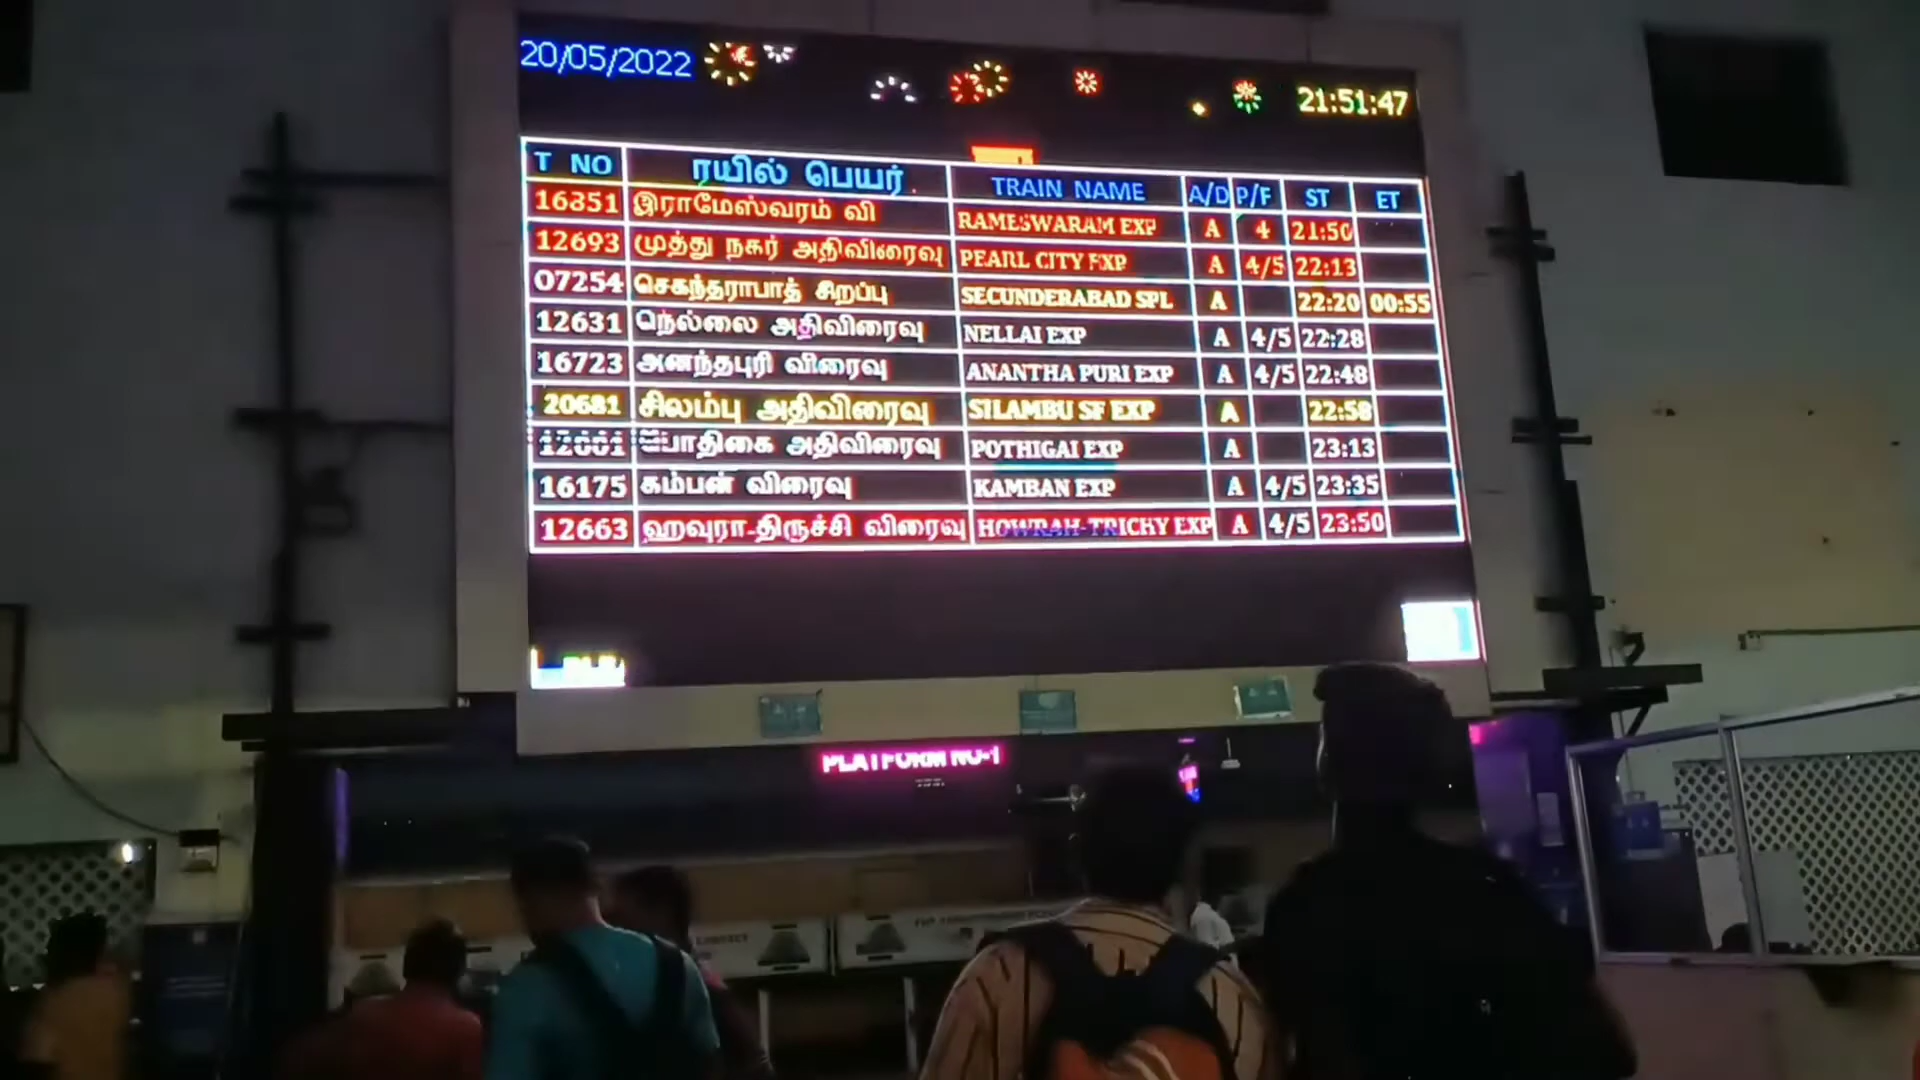 20/05/2022 21:51:47
T NO ரயில் பெயர் TRAIN NAME A/D P/F ST ET
16851 இராமேஸ்வரம் வி RAMESWARAM EXP A 4 21:50
12693 முத்து நகர் அதிவிரைவு PEARL CITY EXP A 4/5 22:13
07254 செகந்தராபாத் சிறப்பு SECUNDERABAD SPL A 22:20 00:55
12631 நெல்லை அதிவிரைவு NELLAI EXP A 4/5 22:28
16723 அனந்தபுரி விரைவு ANANTHA PURI EXP A 4/5 22:48
20681 சிலம்பு அதிவிரைவு SILAMBU SF EXP A 22:58
பொதிகை அதிவிரைவு POTHIGAI EXP A 23:13
16175 கம்பன் விரைவு KAMBAN EXP A 4/5 23:35
12663 ஹவுரா-திருச்சி விரைவு HOWRAH-TRICHY EXP A 4/5 23:50
PLATFORM NO-1